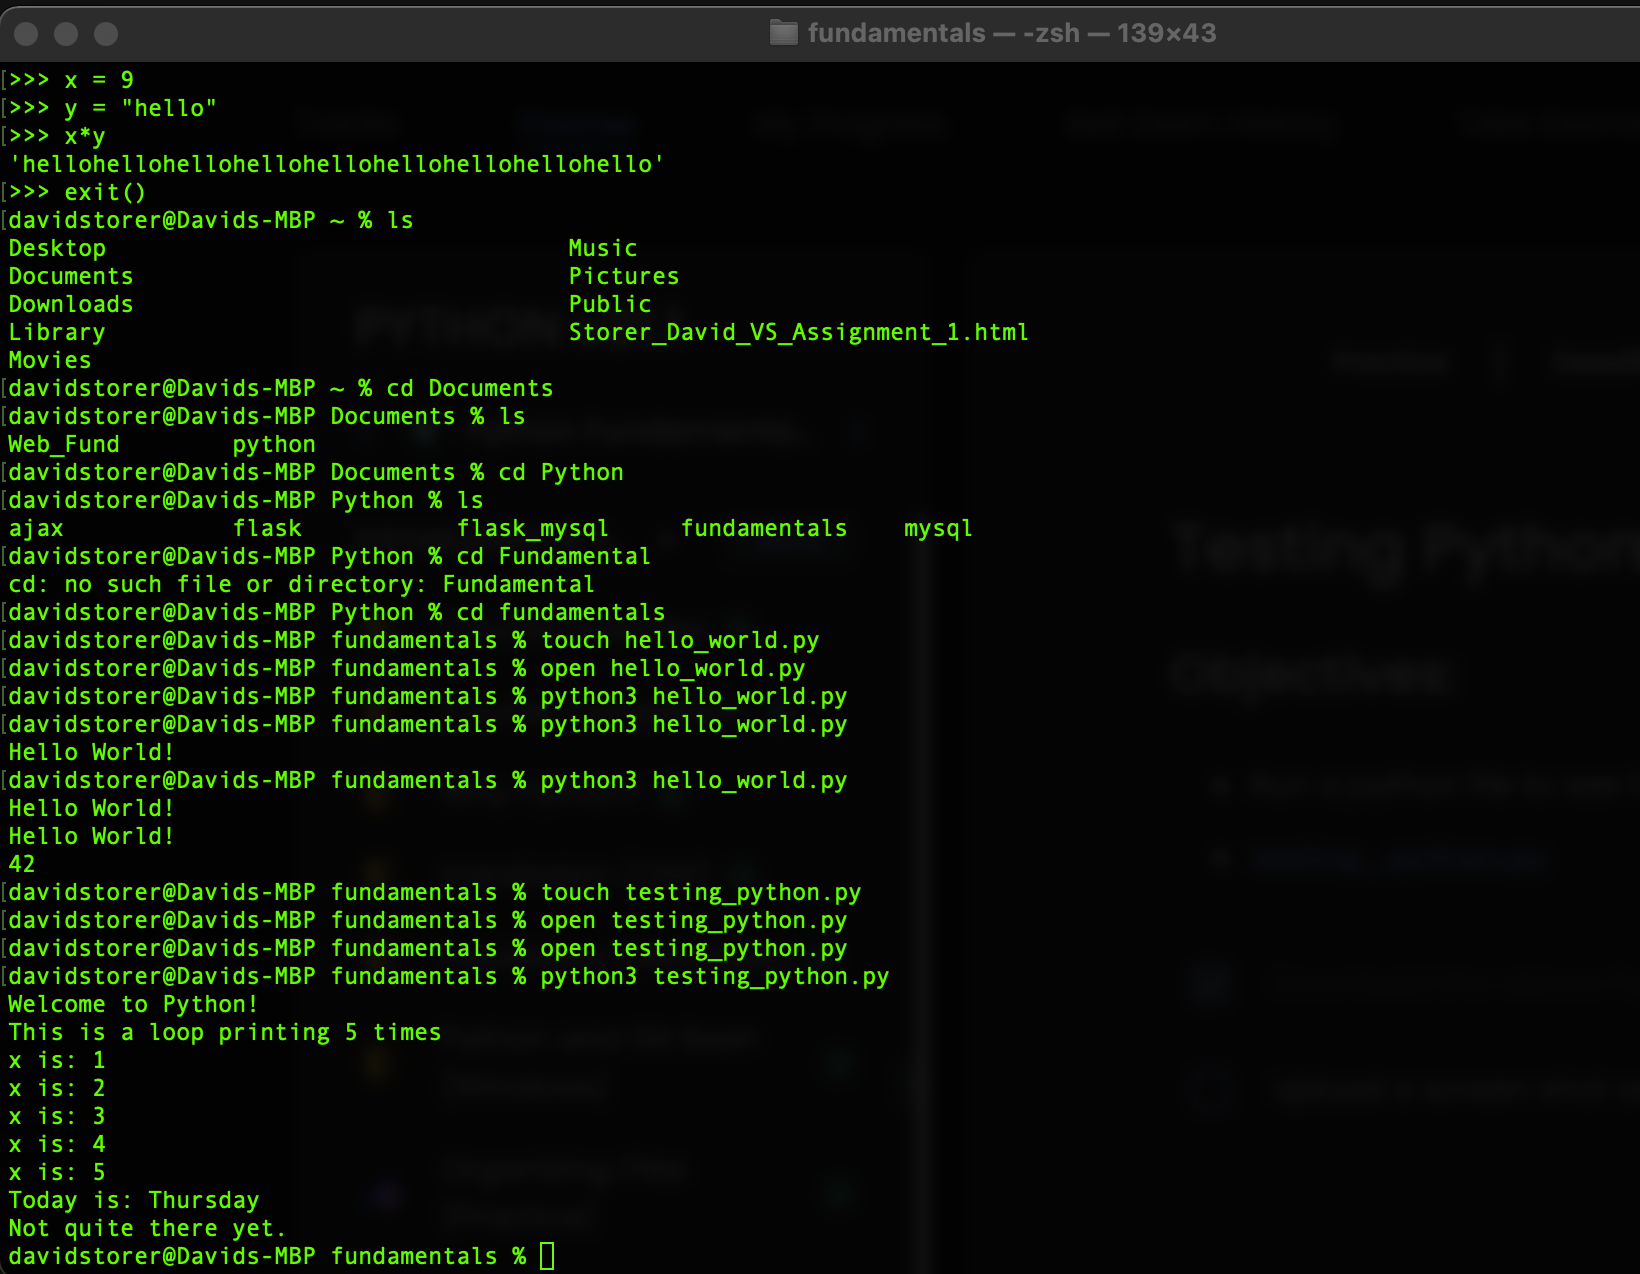 fundamentals — -zsh — 139×43
[>>> x = 9
[>>> y = "hello"
[>>> x*y
'hellohellohellohellohellohellohellohellohello'
[>>> exit()
[davidstorer@Davids-MBP ~ % ls
Desktop Music
Documents Pictures
Downloads Public
Library Storer_David_VS_Assignment_1.html
Movies
[davidstorer@Davids-MBP ~ % cd Documents
[davidstorer@Davids-MBP Documents % ls
Web_Fund python
[davidstorer@Davids-MBP Documents % cd Python
[davidstorer@Davids-MBP Python % ls
ajax flask flask_mysql fundamentals mysql
[davidstorer@Davids-MBP Python % cd Fundamental
cd: no such file or directory: Fundamental
[davidstorer@Davids-MBP Python % cd fundamentals
[davidstorer@Davids-MBP fundamentals % touch hello_world.py
[davidstorer@Davids-MBP fundamentals % open hello_world.py
[davidstorer@Davids-MBP fundamentals % python3 hello_world.py
[davidstorer@Davids-MBP fundamentals % python3 hello_world.py
Hello World!
[davidstorer@Davids-MBP fundamentals % python3 hello_world.py
Hello World!
Hello World!
42
[davidstorer@Davids-MBP fundamentals % touch testing_python.py
[davidstorer@Davids-MBP fundamentals % open testing_python.py
[davidstorer@Davids-MBP fundamentals % open testing_python.py
[davidstorer@Davids-MBP fundamentals % python3 testing_python.py
Welcome to Python!
This is a loop printing 5 times
x is: 1
x is: 2
x is: 3
x is: 4
x is: 5
Today is: Thursday
Not quite there yet.
davidstorer@Davids-MBP fundamentals %
PYTHON
Testing Python
Objectives: